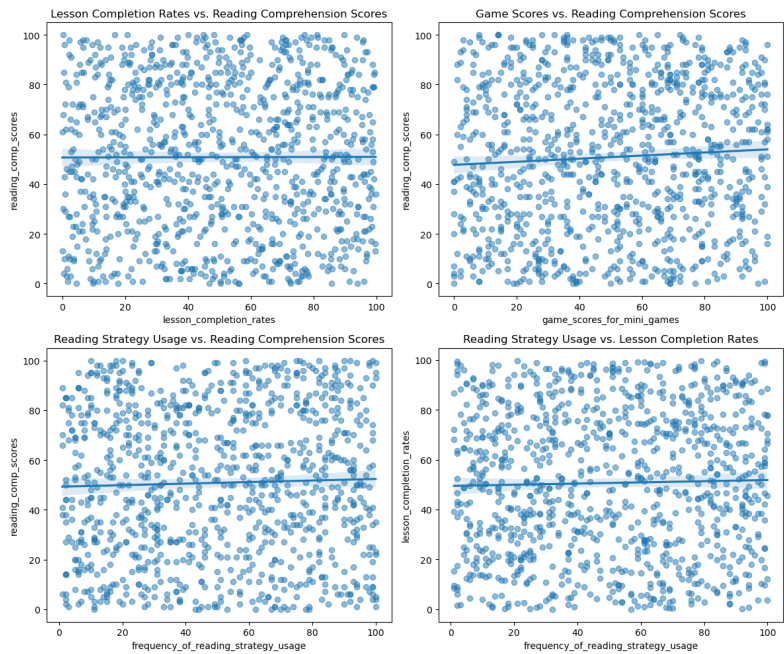 Lesson Completion Rates vs. Reading Comprehension Scores
reading_comp_scores
100
80
60
40
20
0
0 20 40 60 80 100
lesson_completion_rates
Game Scores vs. Reading Comprehension Scores
reading_comp_scores
100
80
60
40
20
0
0 20 40 60 80 100
game_scores_for_mini_games
Reading Strategy Usage vs. Reading Comprehension Scores
reading_comp_scores
100
80
60
40
20
0
0 20 40 60 80 100
frequency_of_reading_strategy_usage
Reading Strategy Usage vs. Lesson Completion Rates
lesson_completion_rates
100
80
60
40
20
0
0 20 40 60 80 100
frequency_of_reading_strategy_usage